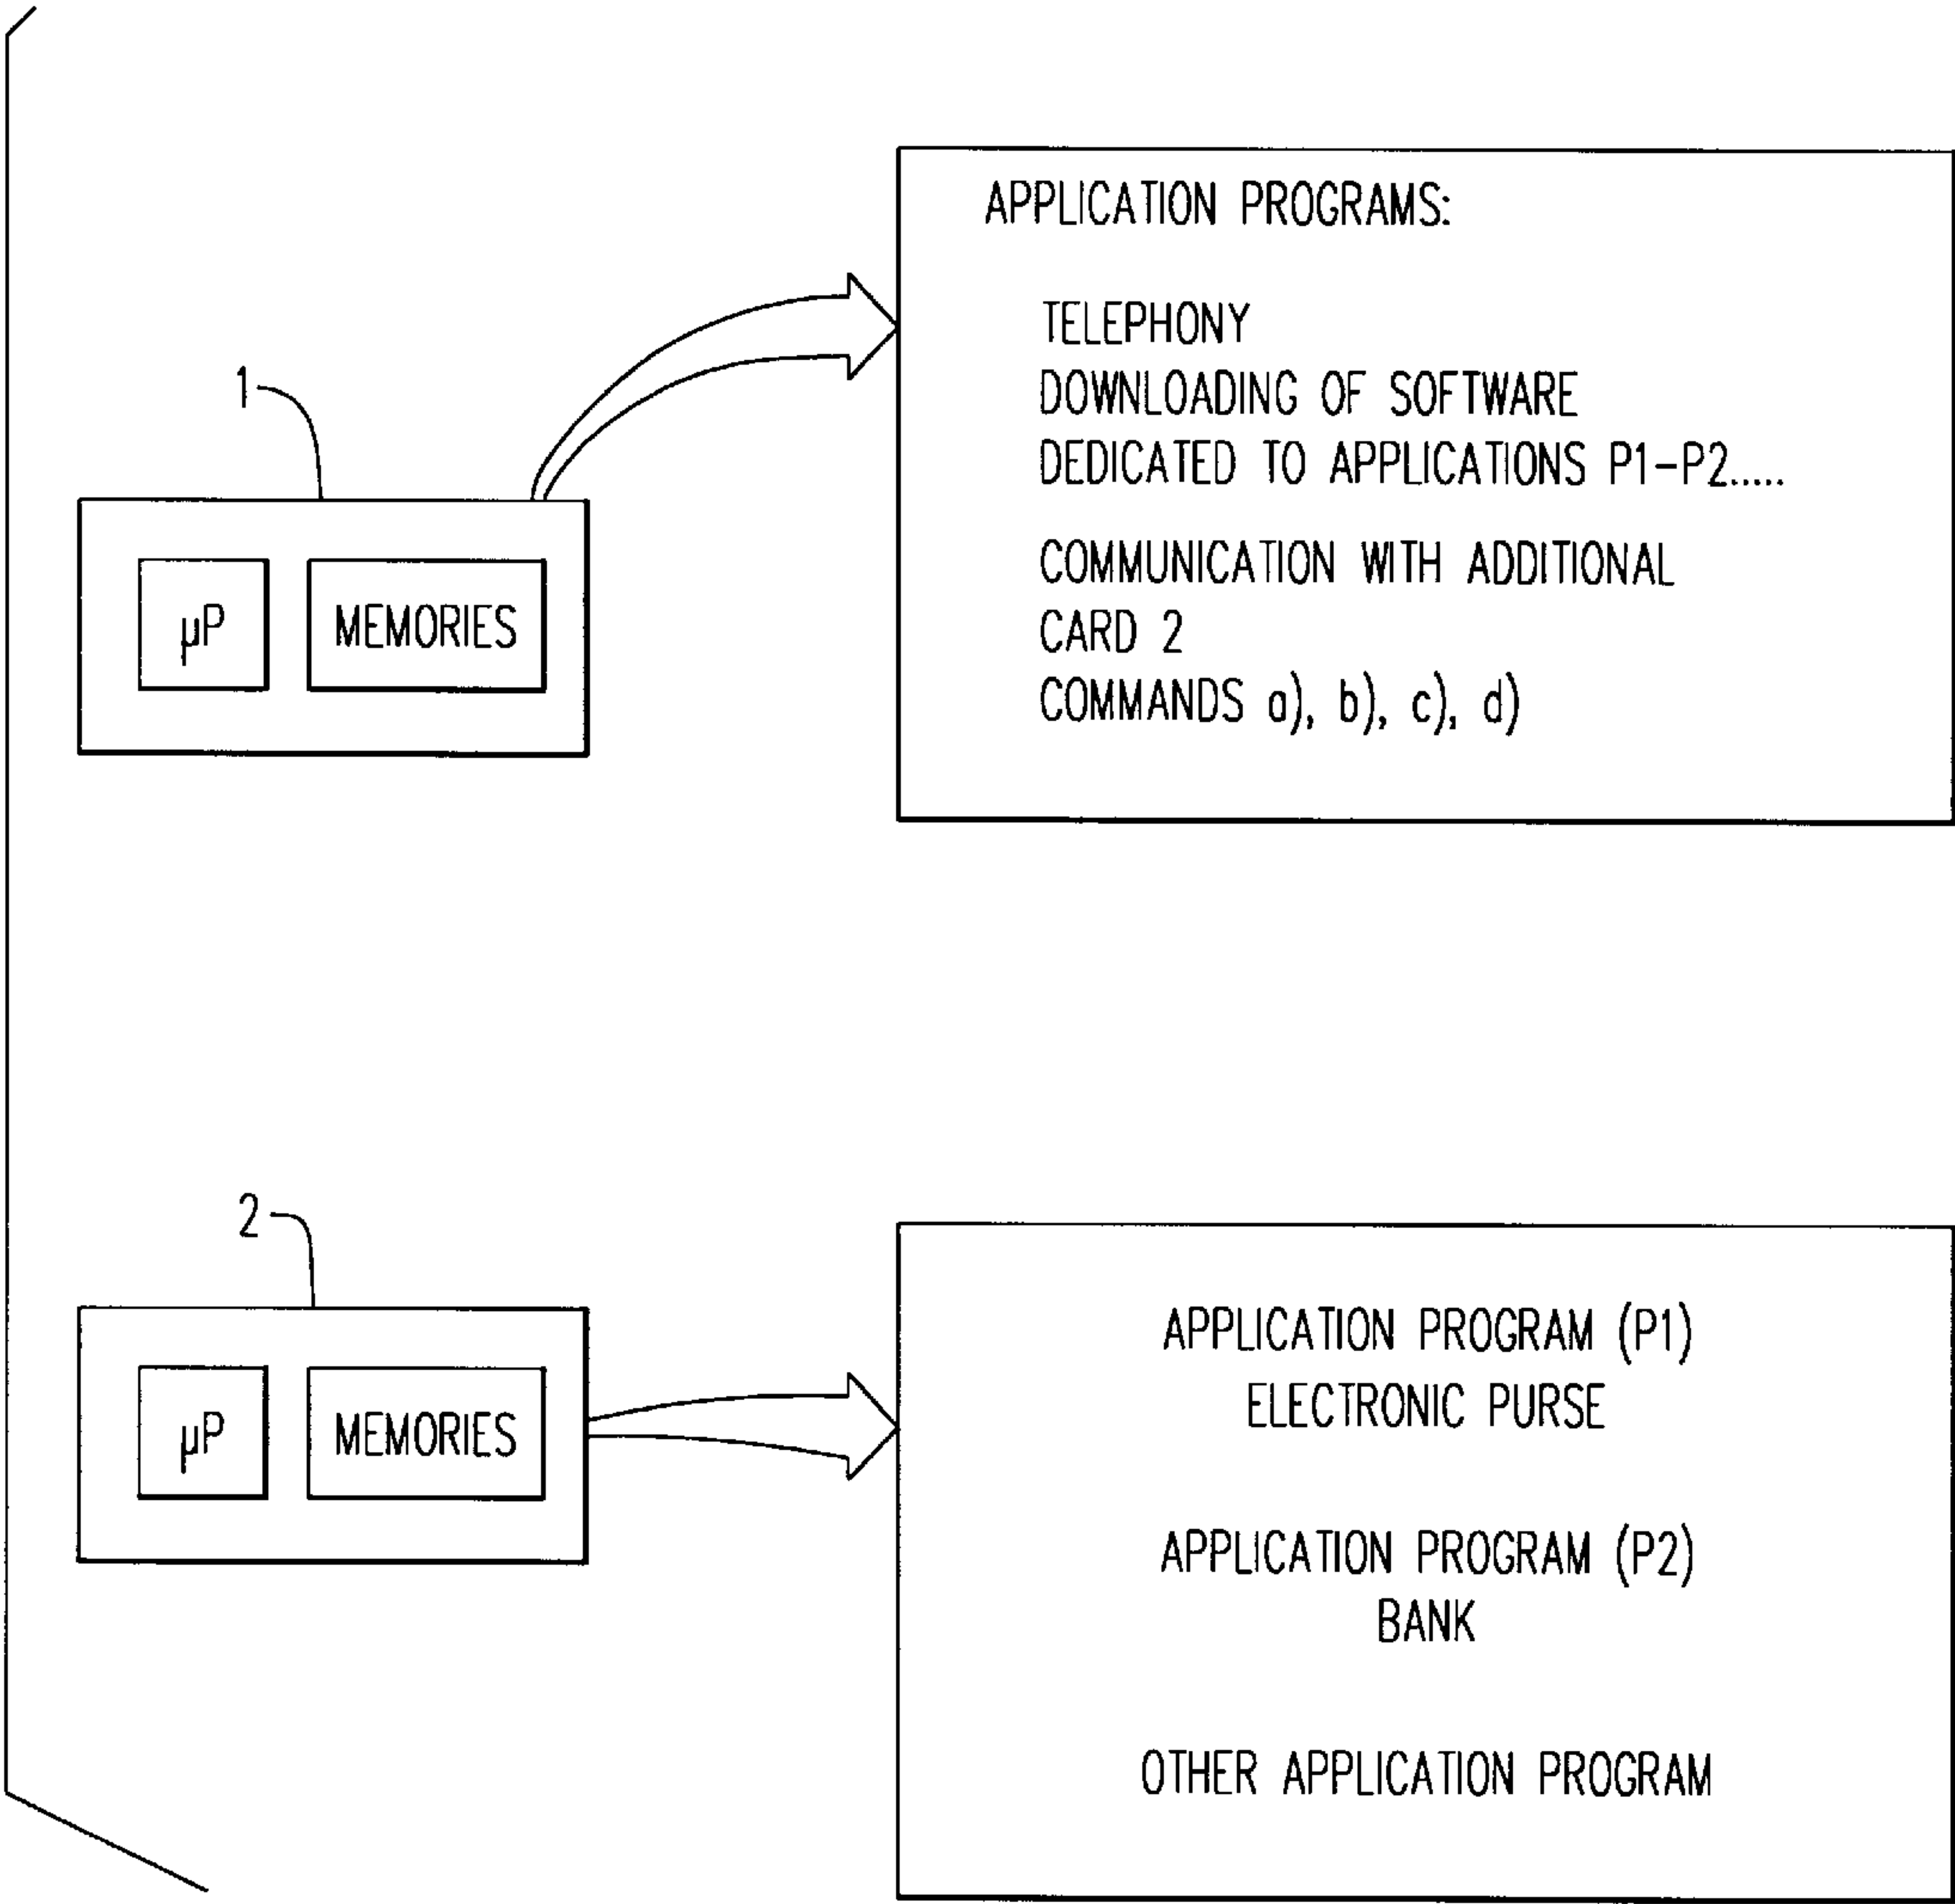 APPLICATION PROGRAMS:
TELEPHONY
DOWNLOADING OF SOFTWARE
DEDICATED TO APPLICATIONS P1-P2.....
COMMUNICATION WITH ADDITIONAL
CARD 2
COMMANDS a), b), c), d)
1
µP
MEMORIES
2
µP
MEMORIES
APPLICATION PROGRAM (P1)
ELECTRONIC PURSE
APPLICATION PROGRAM (P2)
BANK
OTHER APPLICATION PROGRAM